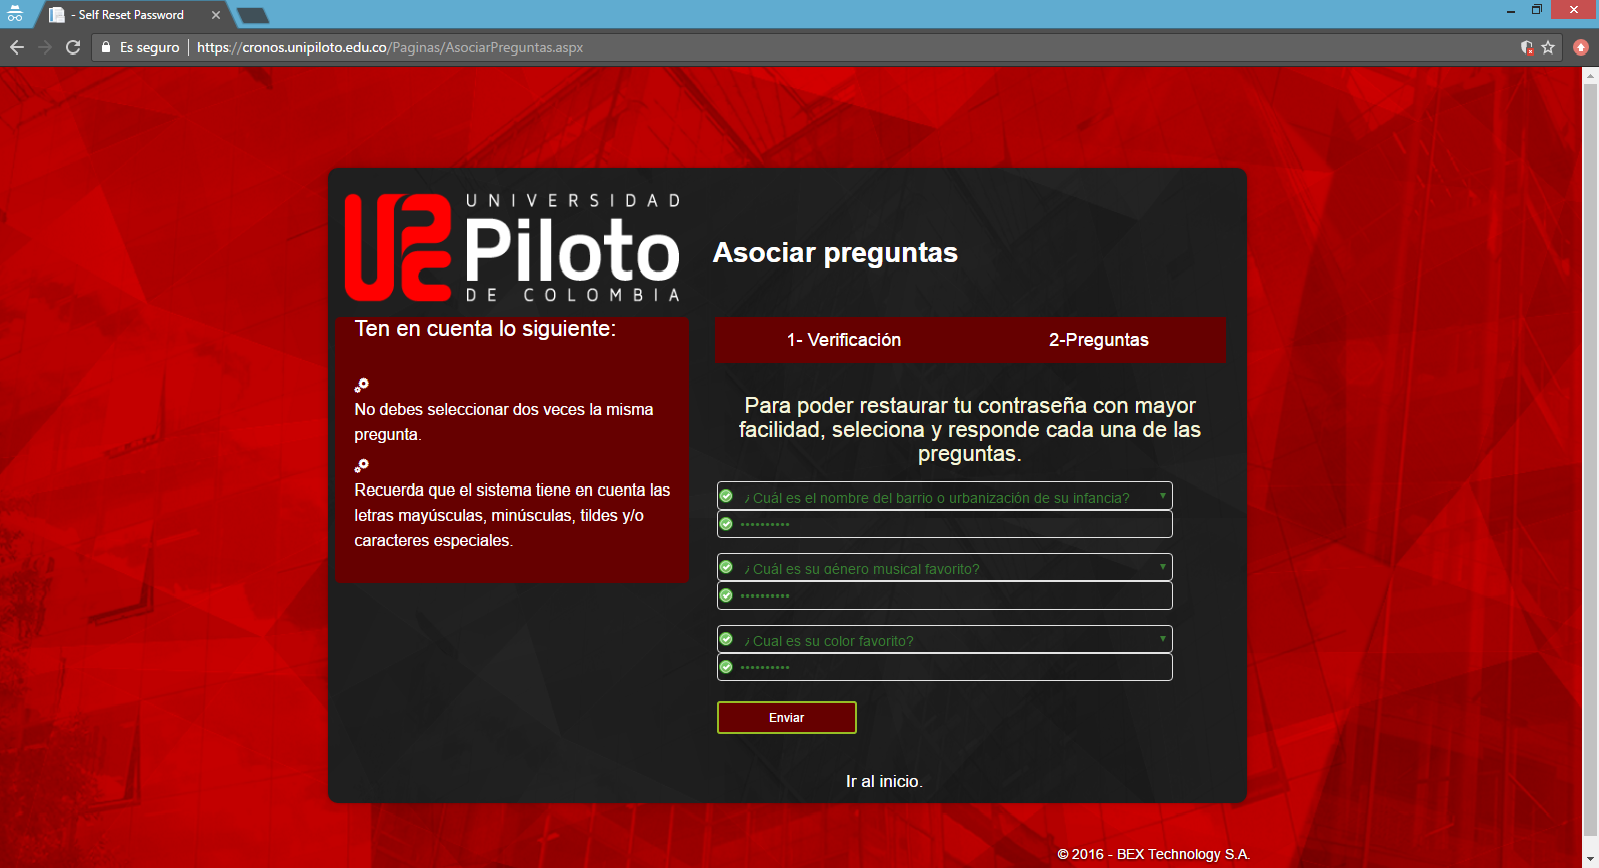 - Self Reset Password
Es seguro
https://cronos.unipiloto.edu.co/Paginas/AsociarPreguntas.aspx
UNIVERSIDAD
Piloto
DE COLOMBIA
Asociar preguntas
Ten en cuenta lo siguiente:
No debes seleccionar dos veces la misma
pregunta.
Recuerda que el sistema tiene en cuenta las
letras mayúsculas, minúsculas, tildes y/o
caracteres especiales.
1- Verificación
2-Preguntas
Para poder restaurar tu contraseña con mayor
facilidad, seleciona y responde cada una de las
preguntas.
¿Cuál es el nombre del barrio o urbanización de su infancia?
••••••••••
¿Cuál es su género musical favorito?
••••••••••
¿Cual es su color favorito?
••••••••••
Enviar
Ir al inicio.
© 2016 - BEX Technology S.A.